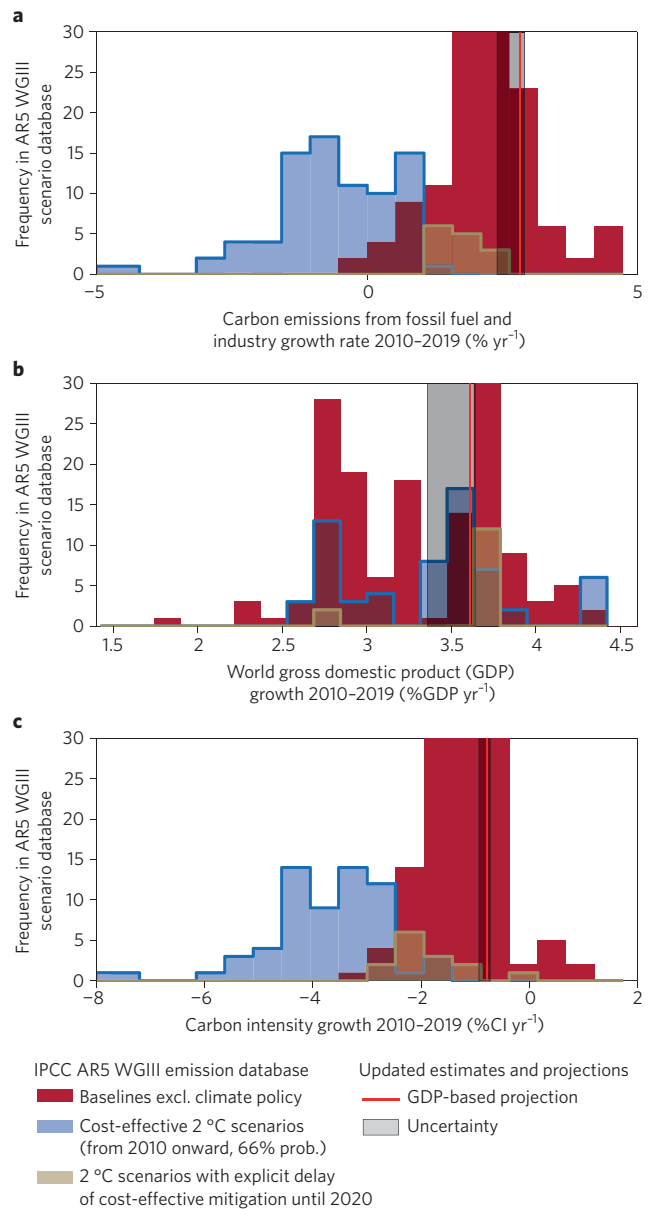 a
30
25
20
15
10
5
0
Frequency in AR5 WGIII
scenario database
−5
0
5
Carbon emissions from fossil fuel and
industry growth rate 2010–2019 (% yr⁻¹)
b
30
25
20
15
10
5
0
Frequency in AR5 WGIII
scenario database
1.5
2
2.5
3
3.5
4
4.5
World gross domestic product (GDP)
growth 2010–2019 (%GDP yr⁻¹)
c
30
25
20
15
10
5
0
Frequency in AR5 WGIII
scenario database
−8
−6
−4
−2
0
2
Carbon intensity growth 2010–2019 (%CI yr⁻¹)
IPCC AR5 WGIII emission database
Baselines excl. climate policy
Cost-effective 2 °C scenarios
(from 2010 onward, 66% prob.)
2 °C scenarios with explicit delay
of cost-effective mitigation until 2020
Updated estimates and projections
GDP-based projection
Uncertainty